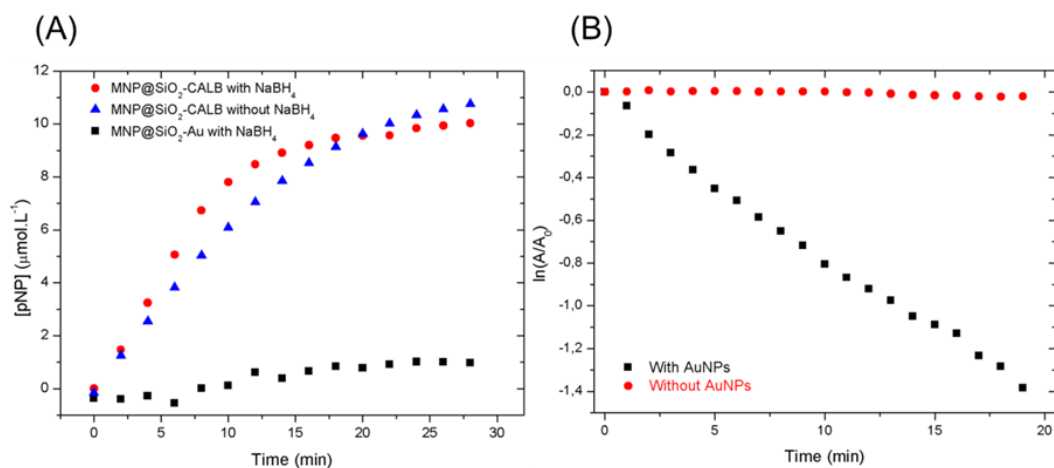 (A)
(B)
12
10
8
6
4
2
0
[pNP] (μmol.L⁻¹)
MNP@SiO₂-CALB with NaBH₄
MNP@SiO₂-CALB without NaBH₄
MNP@SiO₂-Au with NaBH₄
0 5 10 15 20 25 30
Time (min)
0,0
-0,2
-0,4
-0,6
-0,8
-1,0
-1,2
-1,4
ln(A/A₀)
With AuNPs
Without AuNPs
0 5 10 15 20
Time (min)